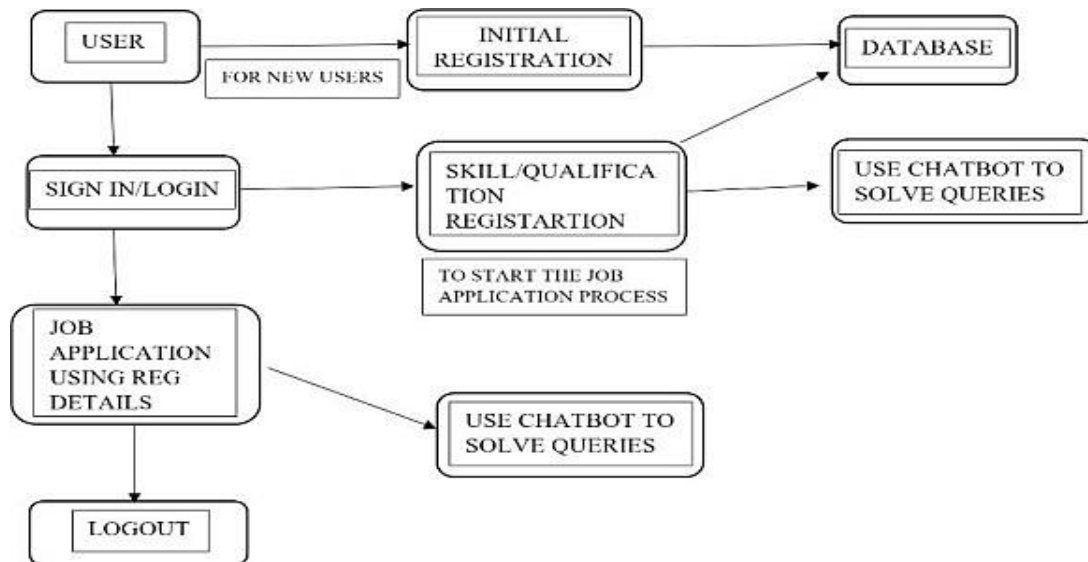 USER
INITIAL
REGISTRATION
DATABASE
FOR NEW USERS
SIGN IN/LOGIN
SKILL/QUALIFICA
TION
REGISTARTION
USE CHATBOT TO
SOLVE QUERIES
TO START THE JOB
APPLICATION PROCESS
JOB
APPLICATION
USING REG
DETAILS
USE CHATBOT TO
SOLVE QUERIES
LOGOUT